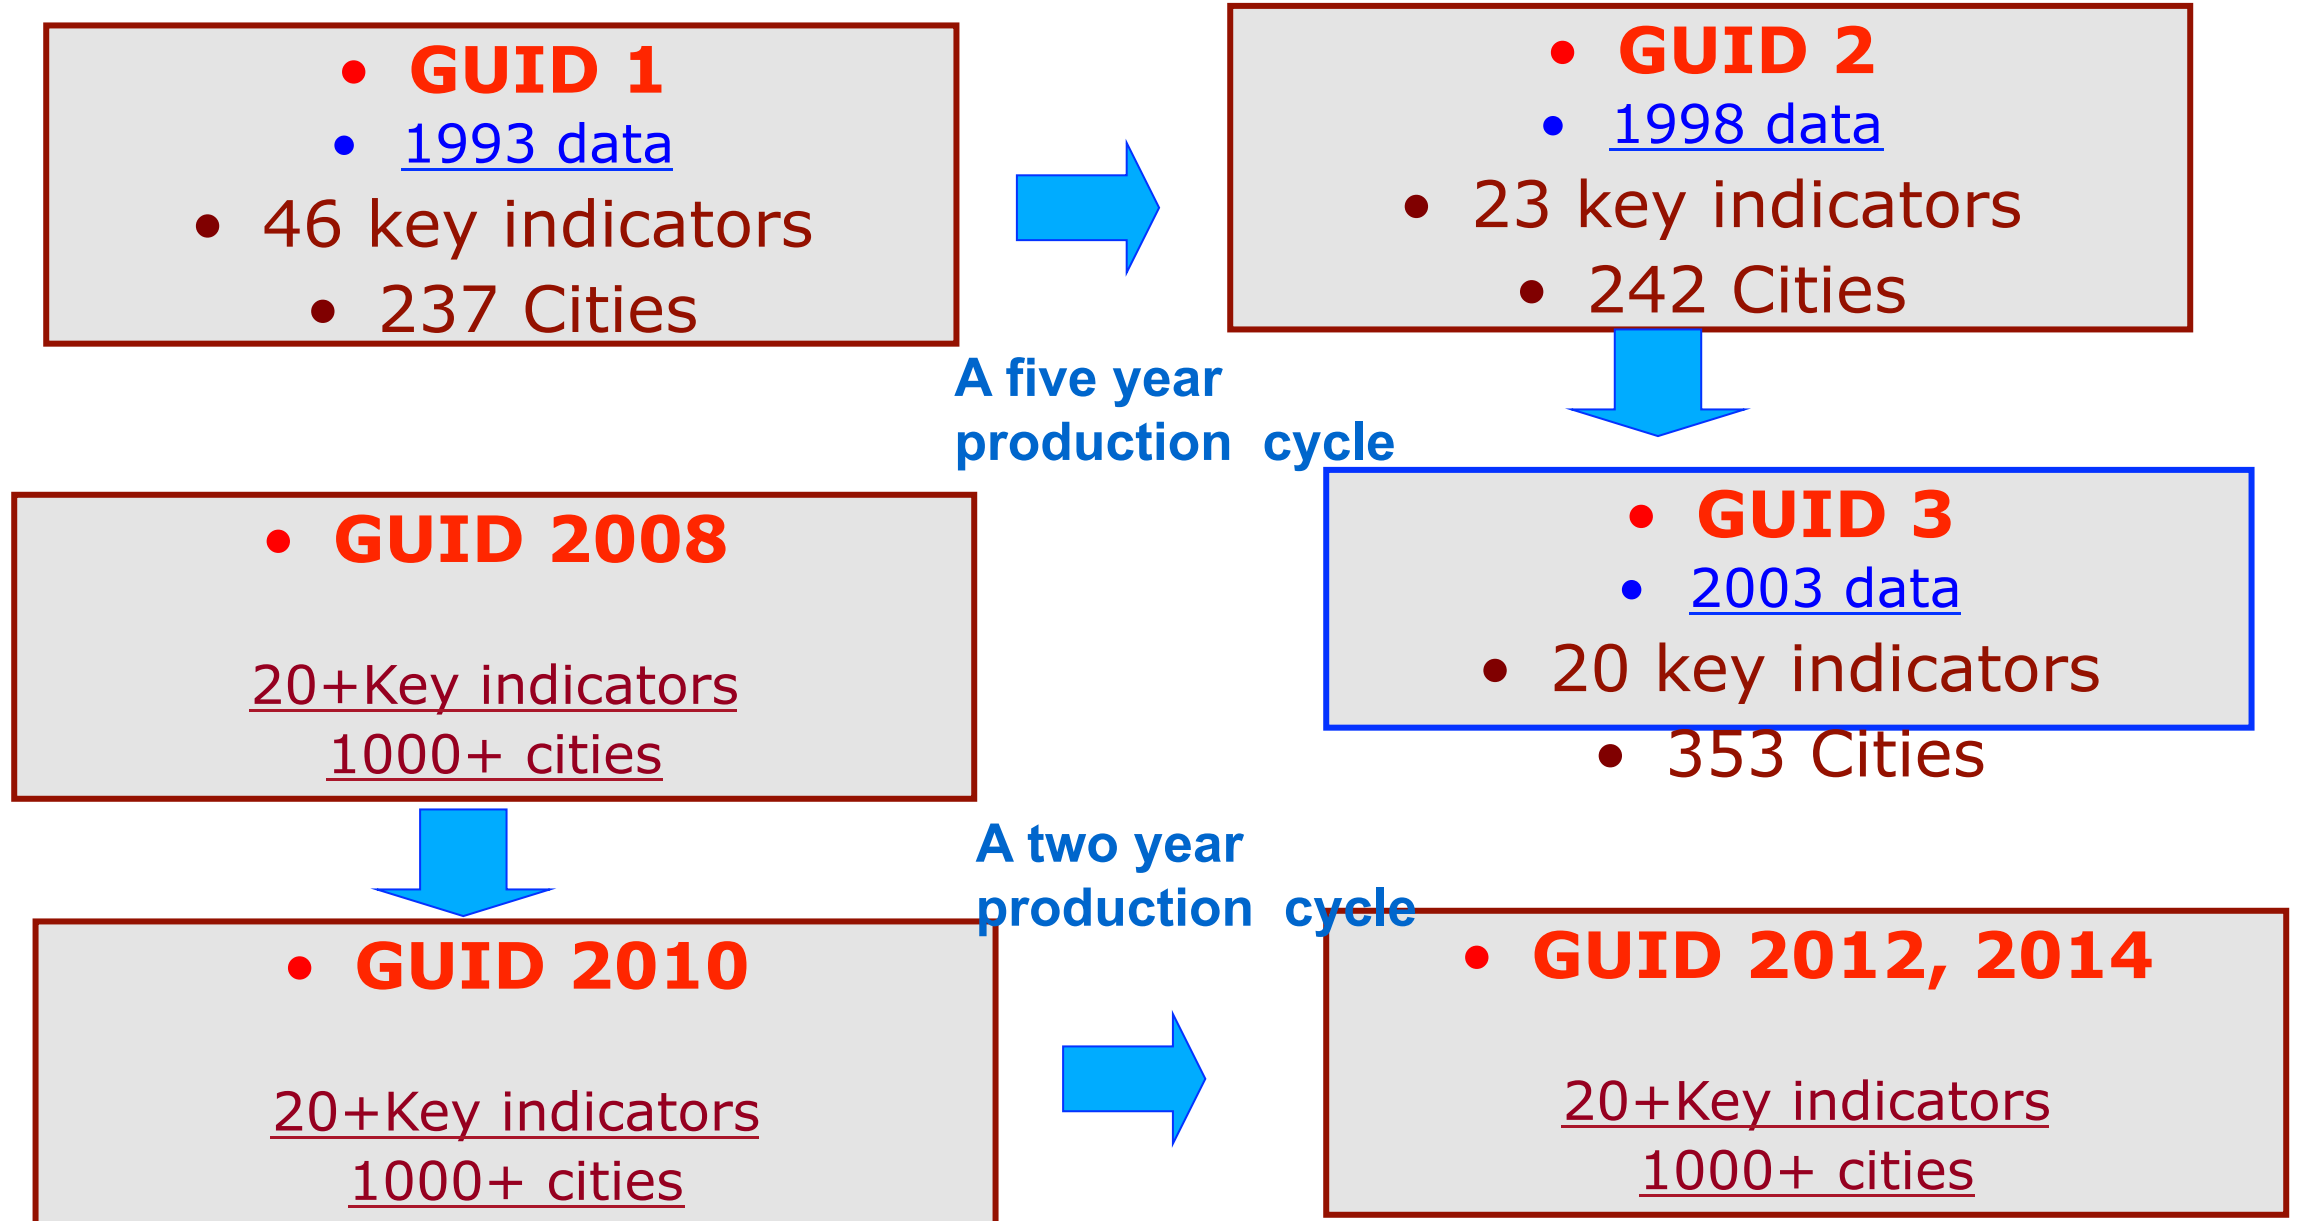 • GUID 1
• 1993 data
• 46 key indicators
• 237 Cities
• GUID 2
• 1998 data
• 23 key indicators
• 242 Cities
A five year
production cycle
• GUID 3
• 2003 data
• 20 key indicators
• 353 Cities
• GUID 2008
20+Key indicators
1000+ cities
A two year
production cycle
• GUID 2010
20+Key indicators
1000+ cities
• GUID 2012, 2014
20+Key indicators
1000+ cities